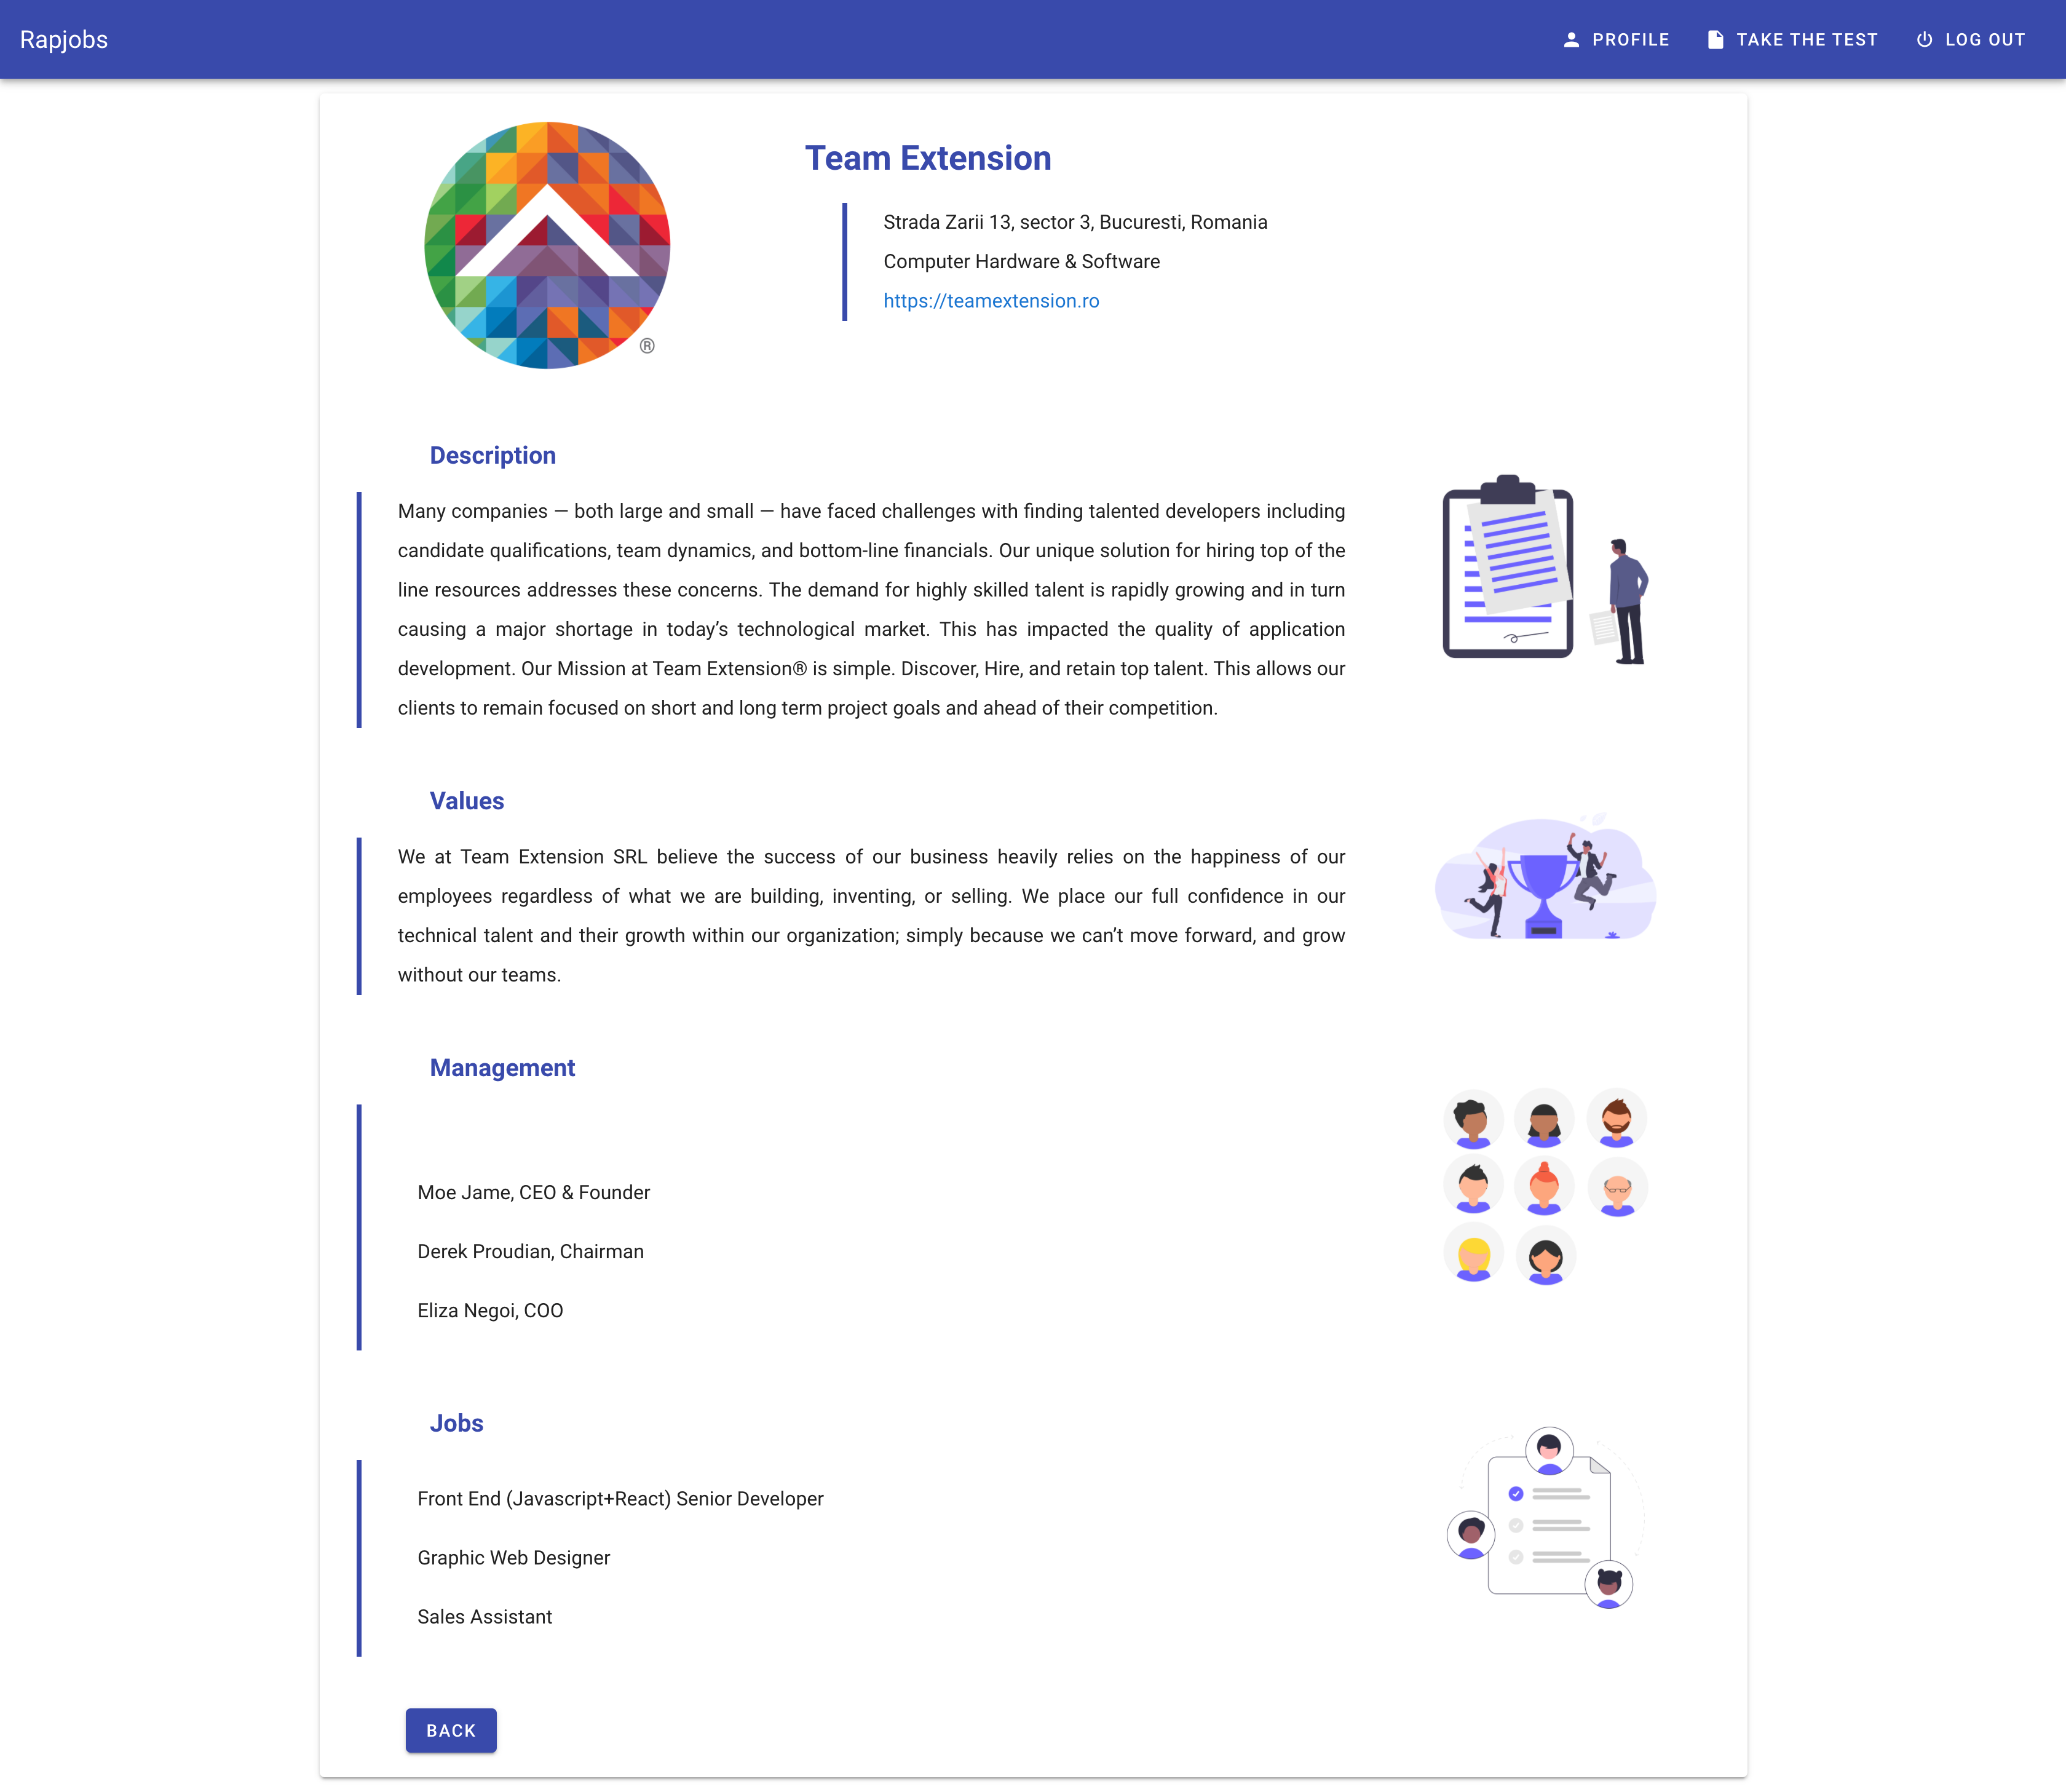 Rapjobs
PROFILE
TAKE THE TEST
LOG OUT
®
Team Extension
Strada Zarii 13, sector 3, Bucuresti, Romania
Computer Hardware & Software
https://teamextension.ro
Description
Many companies — both large and small — have faced challenges with finding talented developers including
candidate qualifications, team dynamics, and bottom-line financials. Our unique solution for hiring top of the
line resources addresses these concerns. The demand for highly skilled talent is rapidly growing and in turn
causing a major shortage in today’s technological market. This has impacted the quality of application
development. Our Mission at Team Extension® is simple. Discover, Hire, and retain top talent. This allows our
clients to remain focused on short and long term project goals and ahead of their competition.
Values
We at Team Extension SRL believe the success of our business heavily relies on the happiness of our
employees regardless of what we are building, inventing, or selling. We place our full confidence in our
technical talent and their growth within our organization; simply because we can’t move forward, and grow
without our teams.
Management
Moe Jame, CEO & Founder
Derek Proudian, Chairman
Eliza Negoi, COO
Jobs
Front End (Javascript+React) Senior Developer
Graphic Web Designer
Sales Assistant
BACK